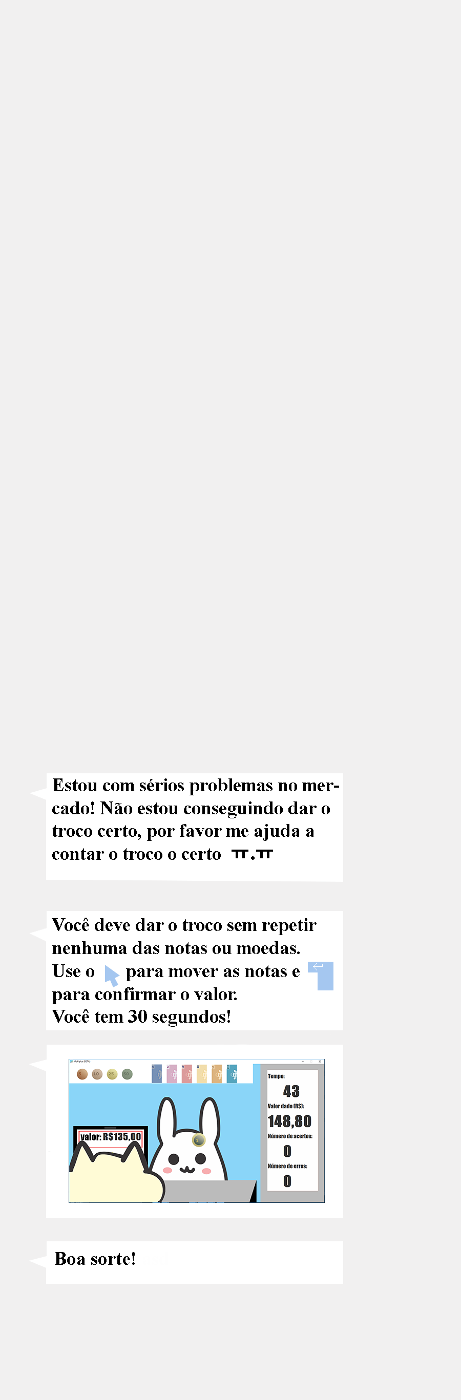 Estou com sérios problemas no mer-
cado! Não estou conseguindo dar o
troco certo, por favor me ajuda a
contar o troco o certo ㅠ.ㅠ
Você deve dar o troco sem repetir
nenhuma das notas ou moedas.
Use o para mover as notas e
para confirmar o valor.
Você tem 30 segundos!
Tempo:
43
Valor dado (R$):
148,80
valor: R$135,00
Número de acertos:
0
Número de erros:
0
Boa sorte!